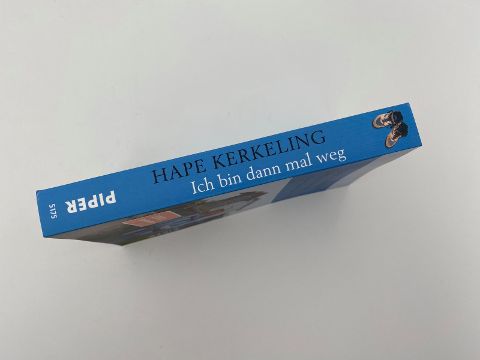 HAPE KERKELING
Ich bin dann mal weg
PIPER
5175